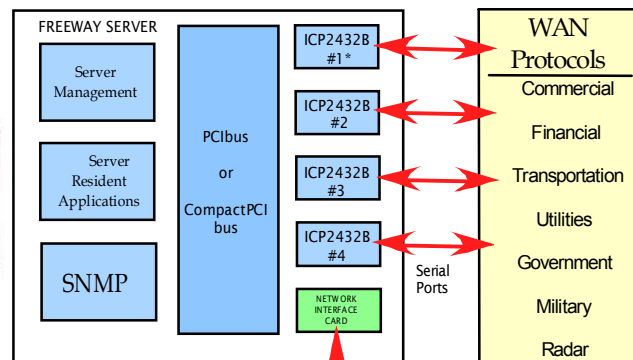 FREEWAY SERVER
Server
Management
Server
Resident
Applications
SNMP
PCIbus
or
CompactPCI
bus
ICP2432B
#1*
ICP2432B
#2
ICP2432B
#3
ICP2432B
#4
NETWORK
INTERFACE
CARD
Serial
Ports
WAN
Protocols
Commercial
Financial
Transportation
Utilities
Government
Military
Radar